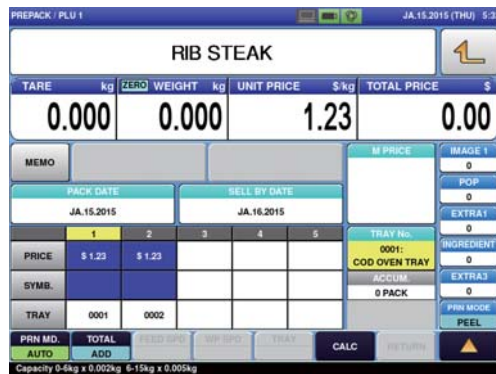 PREPACK / PLU 1 JA.15.2015 (THU) 5:3
RIB STEAK
TARE kg ZERO WEIGHT kg UNIT PRICE $/kg TOTAL PRICE $
0.000 0.000 1.23 0.00
MEMO M PRICE IMAGE 1
0
POP
0
PACK DATE SELL BY DATE
JA.15.2015 JA.16.2015
EXTRA1
0
1 2 3 4 5 TRAY No.
PRICE $ 1.23 $ 1.23 0001:
COD OVEN TRAY
INGREDIENT
0
SYMB. ACCUM.
0 PACK
EXTRA3
0
TRAY 0001 0002
PRN MODE
PEEL
PRN MD. TOTAL FEED SPD WP SPD TRAY CALC RETURN
AUTO ADD
Capacity 0-6kg x 0.002kg 6-15kg x 0.005kg